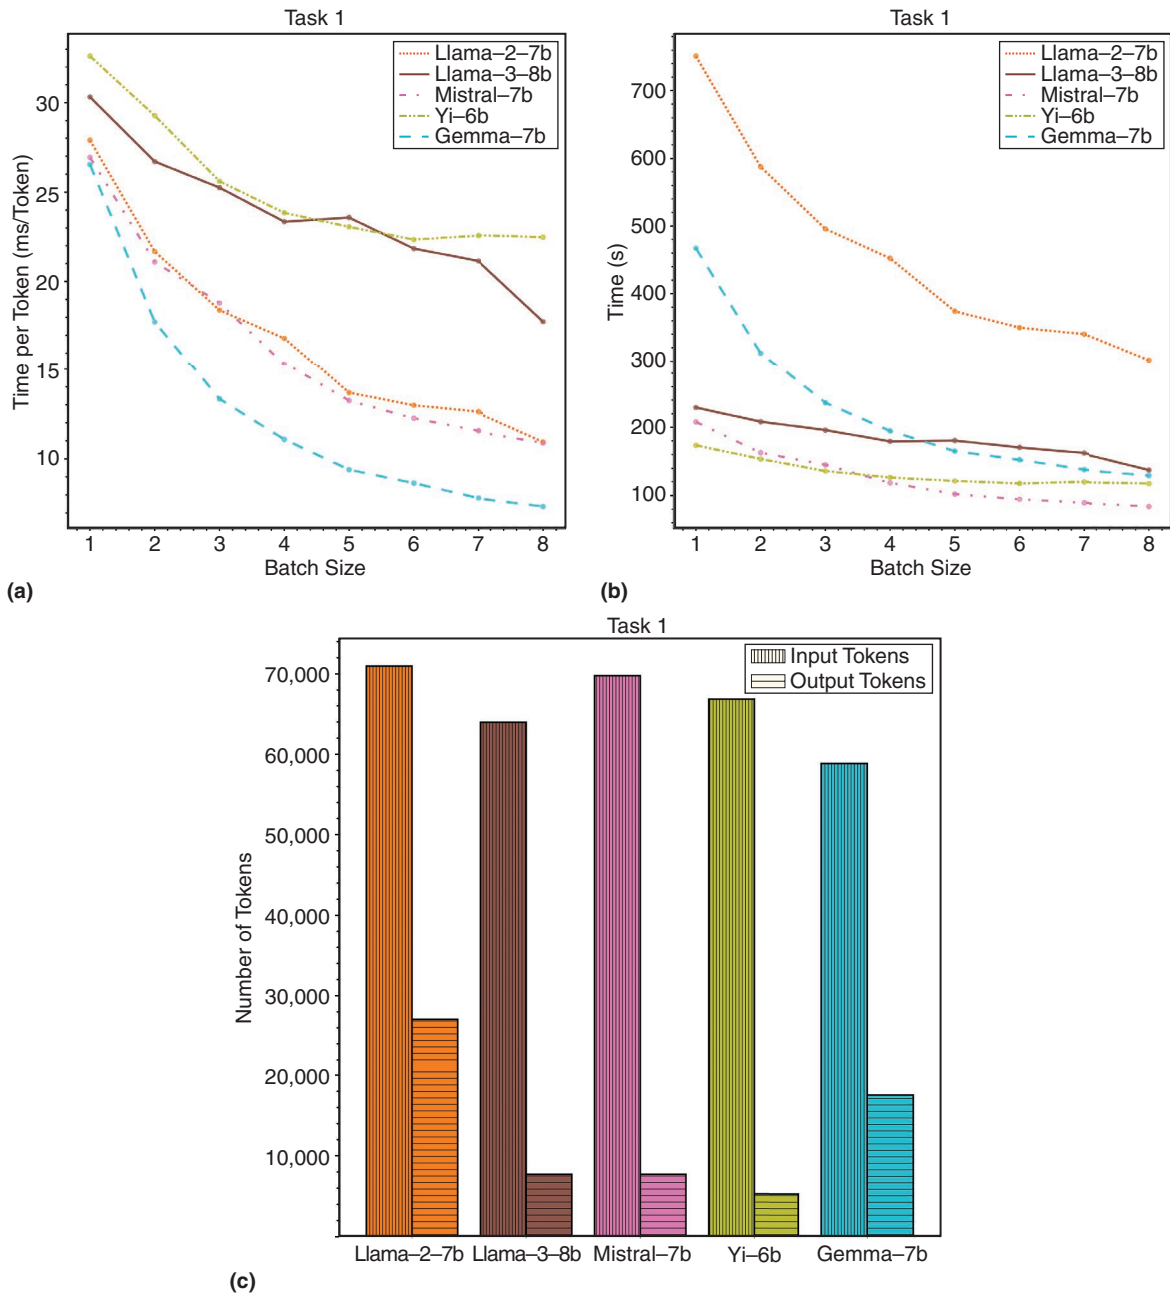 Task 1
Llama–2–7b
Llama–3–8b
Mistral–7b
Yi–6b
Gemma–7b
Time per Token (ms/Token)
30
25
20
15
10
1 2 3 4 5 6 7 8
Batch Size
(a)
Task 1
Llama–2–7b
Llama–3–8b
Mistral–7b
Yi–6b
Gemma–7b
Time (s)
700
600
500
400
300
200
100
1 2 3 4 5 6 7 8
Batch Size
(b)
Task 1
Input Tokens
Output Tokens
Number of Tokens
70,000
60,000
50,000
40,000
30,000
20,000
10,000
Llama–2–7b Llama–3–8b Mistral–7b Yi–6b Gemma–7b
(c)